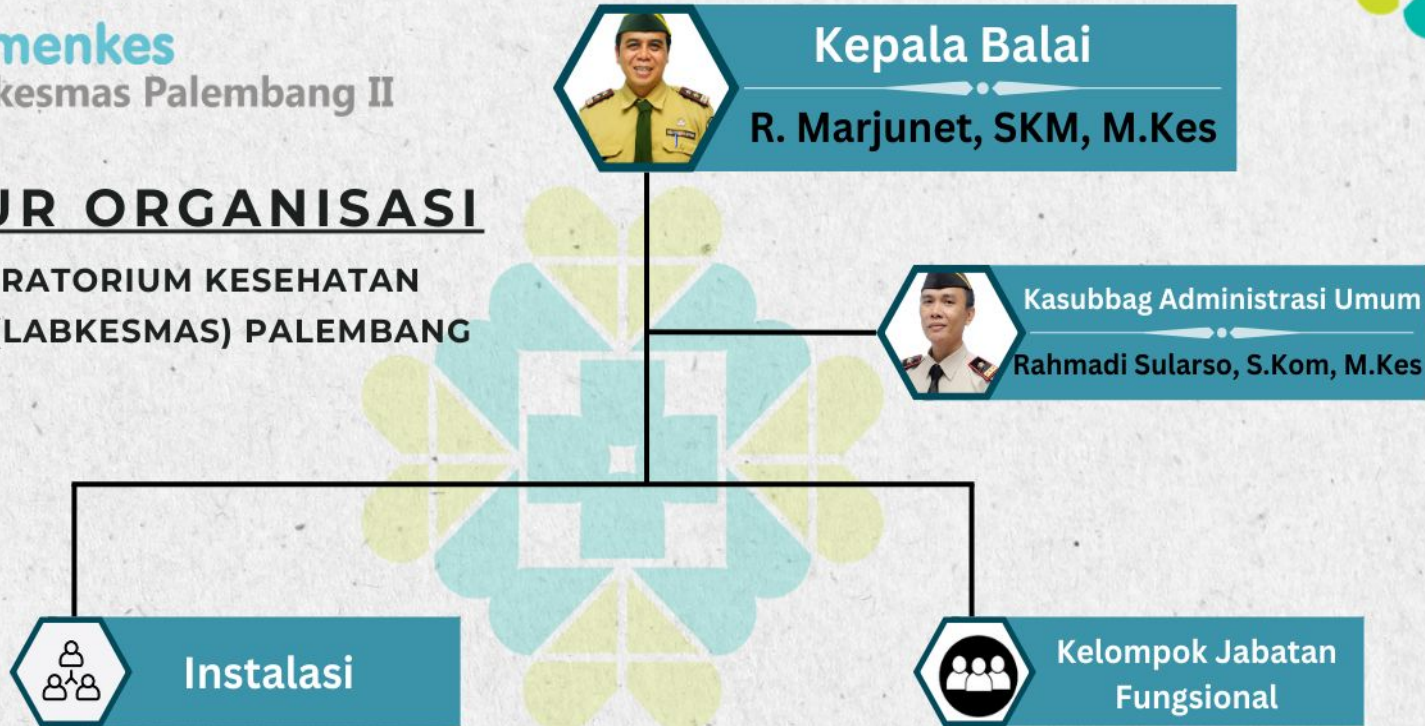 menkes
kesmas Palembang II
UR ORGANISASI
RATORIUM KESEHATAN
LABKESMAS) PALEMBANG
Kepala Balai
R. Marjunet, SKM, M.Kes
Kasubbag Administrasi Umum
Rahmadi Sularso, S.Kom, M.Kes
Instalasi
Kelompok Jabatan
Fungsional